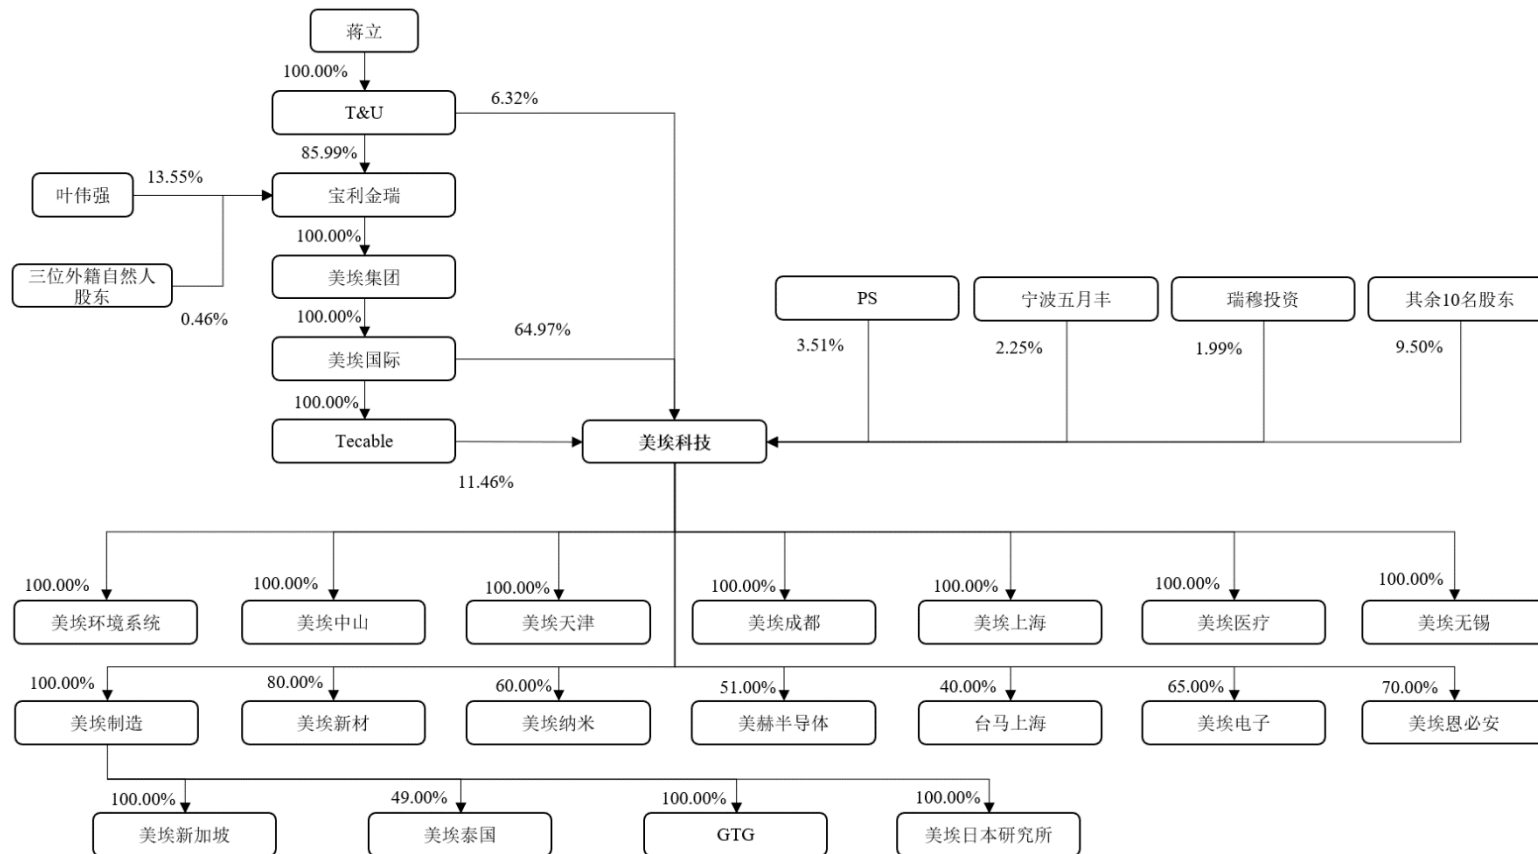 蒋立
100.00%
T&U
6.32%
85.99%
叶伟强
13.55%
宝利金瑞
100.00%
三位外籍自然人
股东
0.46%
美埃集团
100.00%
64.97%
美埃国际
100.00%
Tecable
11.46%
美埃科技
PS
宁波五月丰
瑞穆投资
其余10名股东
3.51%
2.25%
1.99%
9.50%
100.00%
100.00%
100.00%
100.00%
100.00%
100.00%
100.00%
美埃环境系统
美埃中山
美埃天津
美埃成都
美埃上海
美埃医疗
美埃无锡
100.00%
80.00%
60.00%
51.00%
40.00%
65.00%
70.00%
美埃制造
美埃新材
美埃纳米
美赫半导体
台马上海
美埃电子
美埃恩必安
100.00%
49.00%
100.00%
100.00%
美埃新加坡
美埃泰国
GTG
美埃日本研究所